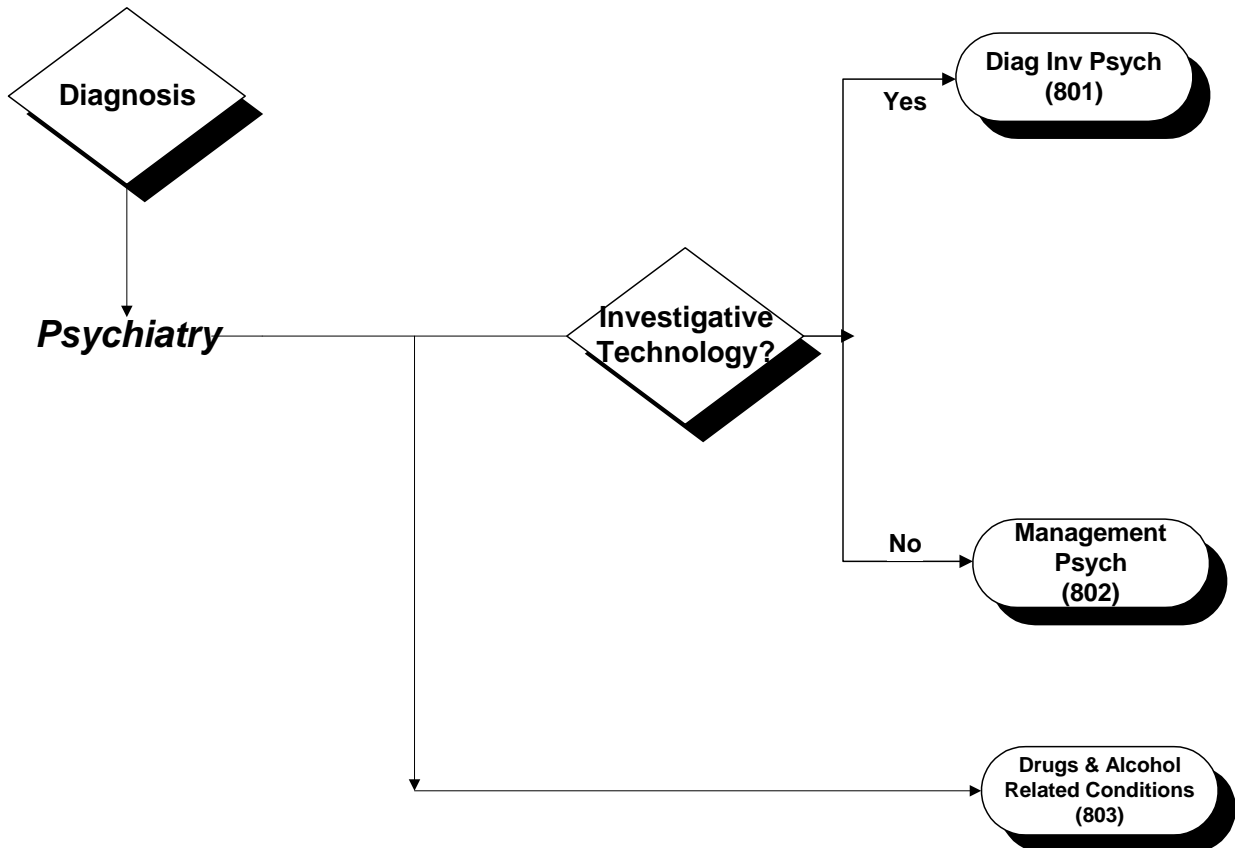 Diagnosis
Diag Inv Psych
(801)
Yes
Psychiatry
Investigative
Technology?
No
Management
Psych
(802)
Drugs & Alcohol
Related Conditions
(803)